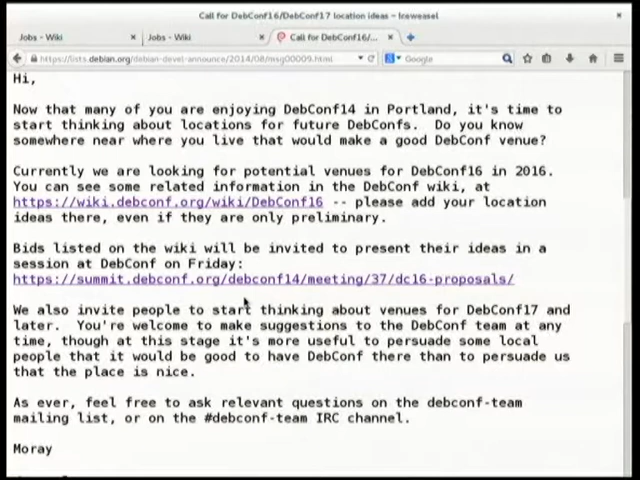 Call for DebConf16/DebConf17 location ideas - Iceweasel
Jobs - Wiki
Jobs - Wiki
Call for DebConf16/...
https://lists.debian.org/debian-devel-announce/2014/08/msg00009.html
Google
Hi,
Now that many of you are enjoying DebConf14 in Portland, it's time to
start thinking about locations for future DebConfs.  Do you know
somewhere near where you live that would make a good DebConf venue?
Currently we are looking for potential venues for DebConf16 in 2016.
You can see some related information in the DebConf wiki, at
https://wiki.debconf.org/wiki/DebConf16 -- please add your location
ideas there, even if they are only preliminary.
Bids listed on the wiki will be invited to present their ideas in a
session at DebConf on Friday:
https://summit.debconf.org/debconf14/meeting/37/dc16-proposals/
We also invite people to start thinking about venues for DebConf17 and
later.  You're welcome to make suggestions to the DebConf team at any
time, though at this stage it's more useful to persuade some local
people that it would be good to have DebConf there than to persuade us
that the place is nice.
As ever, feel free to ask relevant questions on the debconf-team
mailing list, or on the #debconf-team IRC channel.
Moray